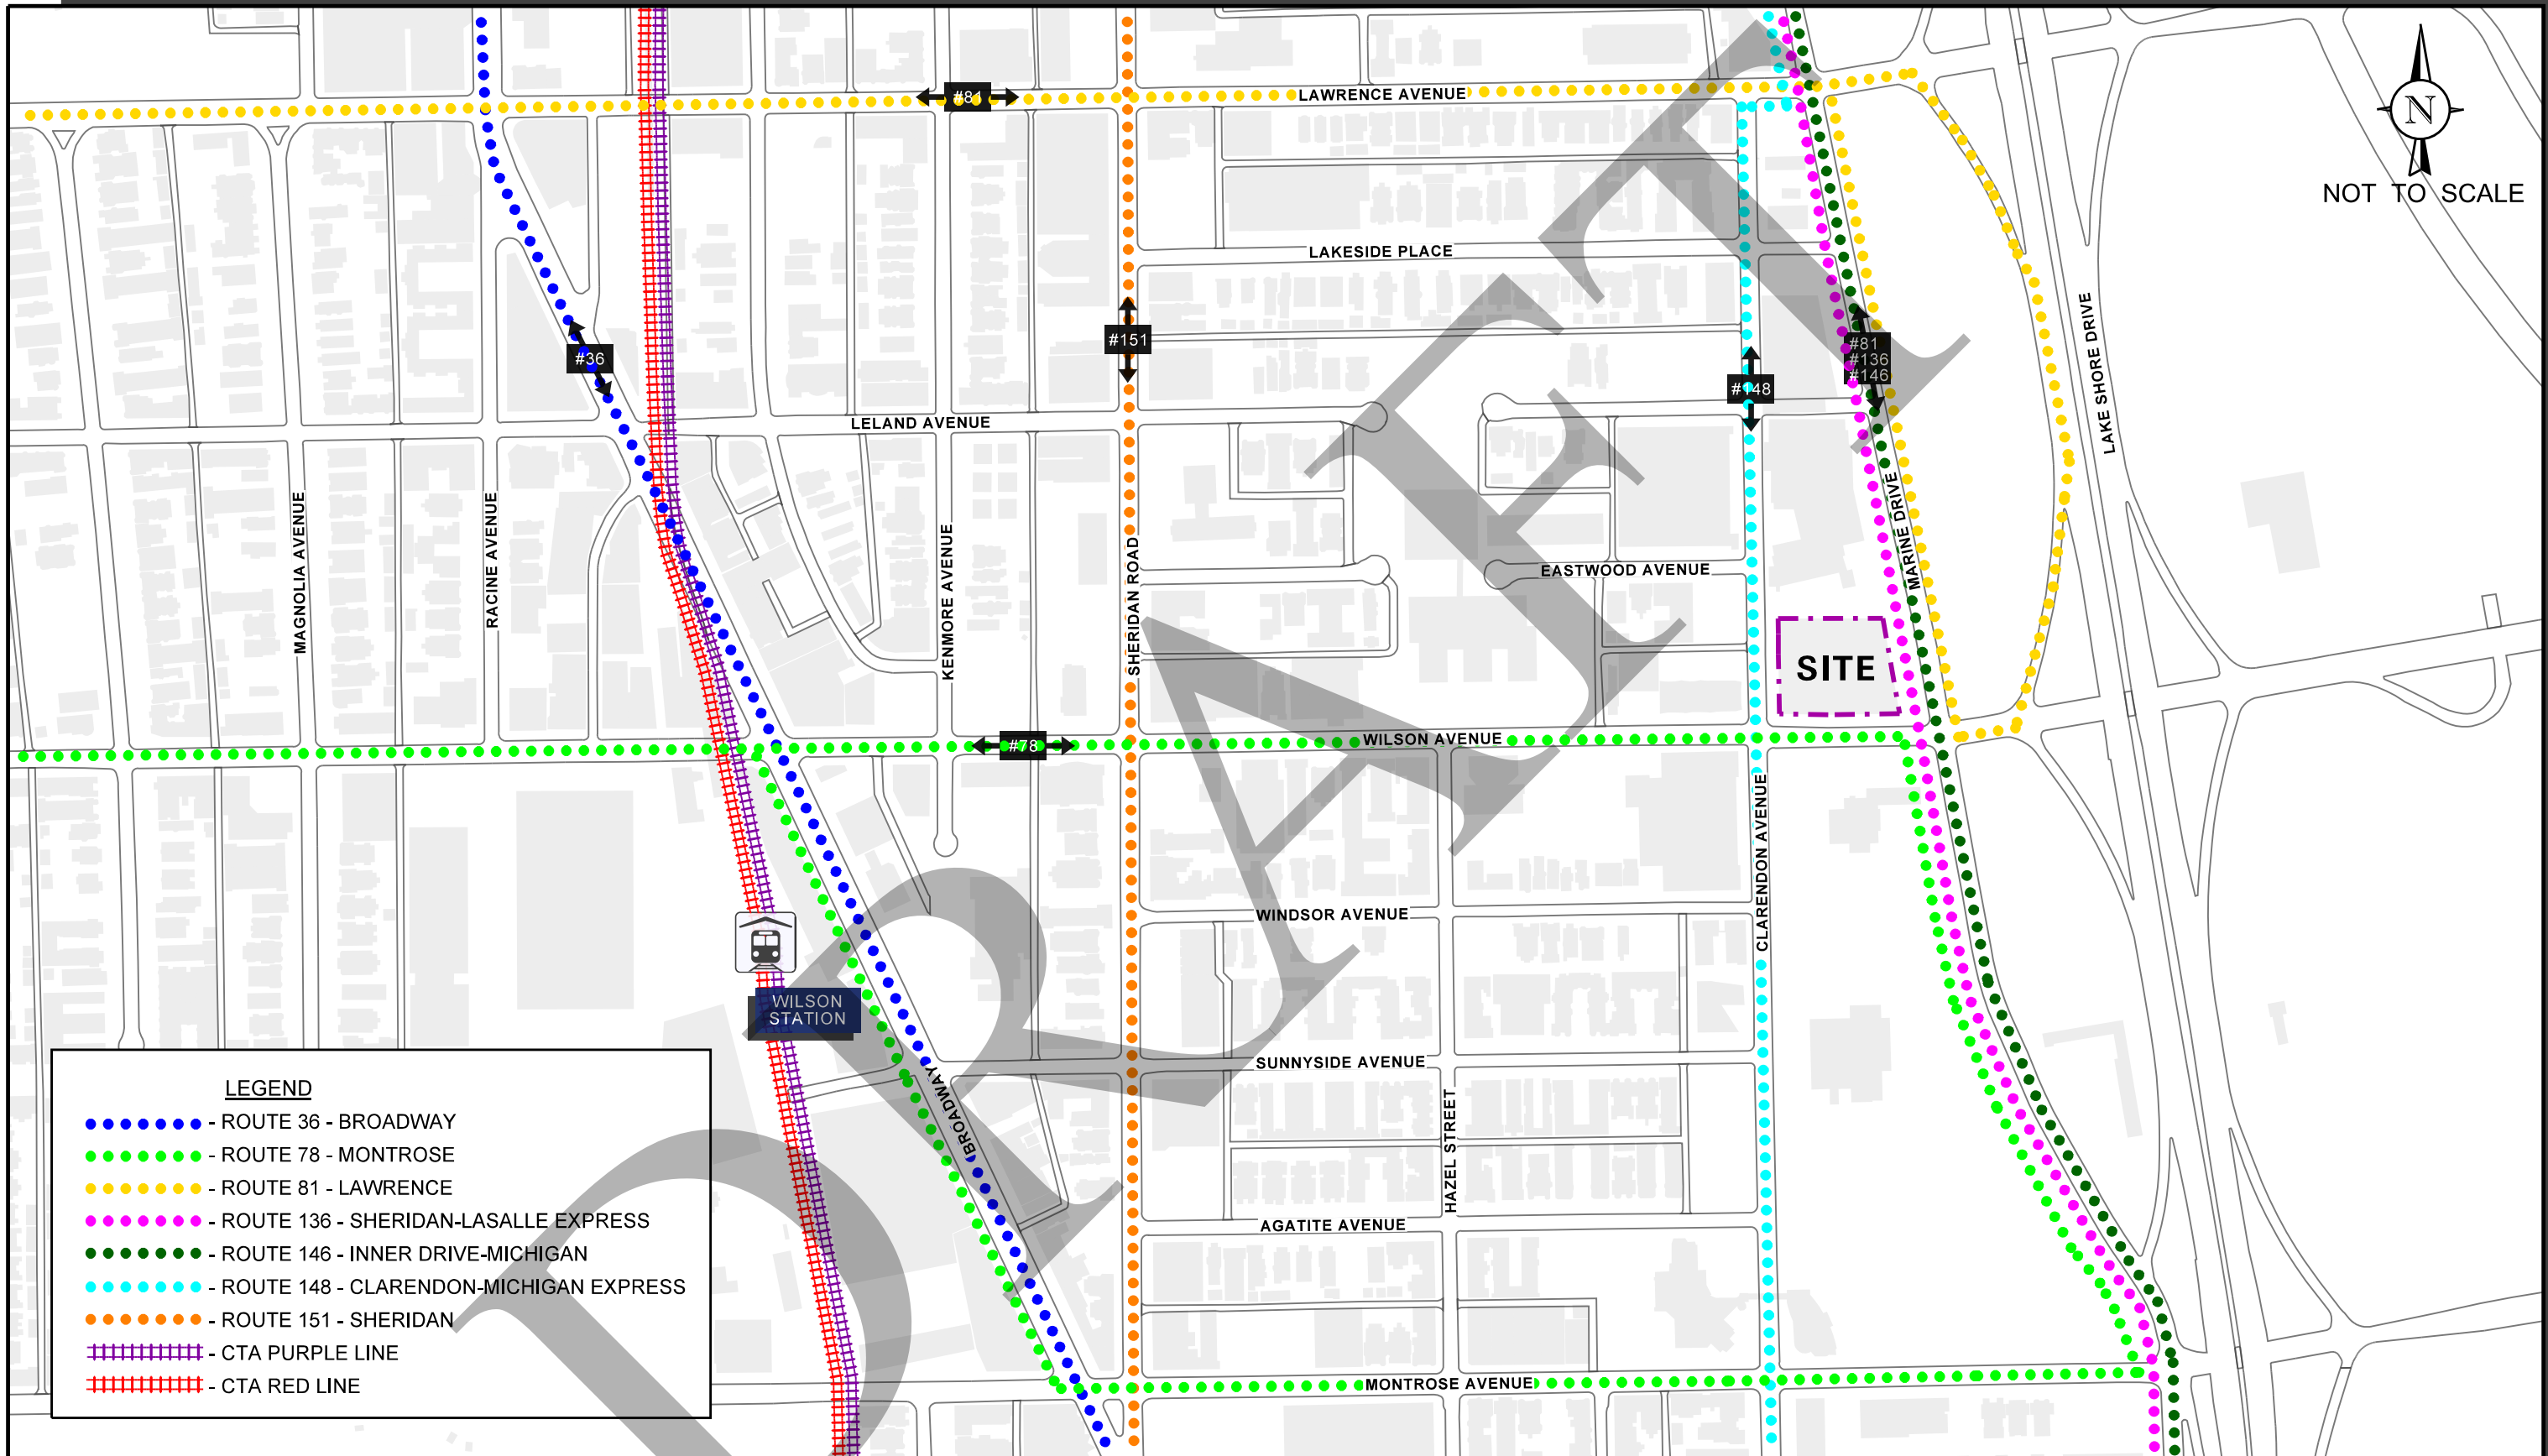 #81
LAWRENCE AVENUE
N
NOT TO SCALE
LAKESIDE PLACE
#36
#151
#148
#81
#136
#146
LAKE SHORE DRIVE
LELAND AVENUE
MAGNOLIA AVENUE
RACINE AVENUE
KENMORE AVENUE
SHERIDAN ROAD
EASTWOOD AVENUE
MARINE DRIVE
SITE
#78
WILSON AVENUE
CLARENDON AVENUE
WINDSOR AVENUE
WILSON
STATION
SUNNYSIDE AVENUE
BROADWAY
HAZEL STREET
AGATITE AVENUE
MONTROSE AVENUE
DRAFT
LEGEND
- ROUTE 36 - BROADWAY
- ROUTE 78 - MONTROSE
- ROUTE 81 - LAWRENCE
- ROUTE 136 - SHERIDAN-LASALLE EXPRESS
- ROUTE 146 - INNER DRIVE-MICHIGAN
- ROUTE 148 - CLARENDON-MICHIGAN EXPRESS
- ROUTE 151 - SHERIDAN
- CTA PURPLE LINE
- CTA RED LINE